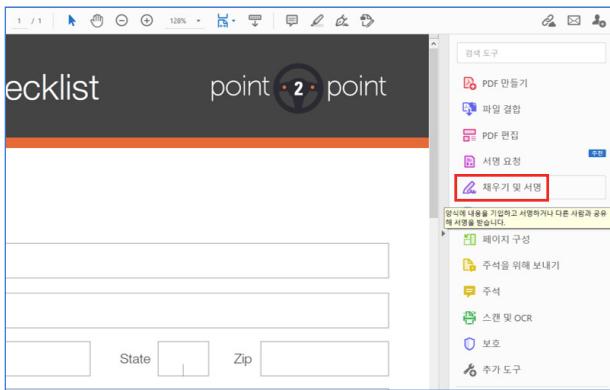 1 / 1
128%
ecklist
point 2 point
State
Zip
검색 도구
PDF 만들기
파일 결합
PDF 편집
서명 요청
추천
채우기 및 서명
양식에 내용을 기입하고 서명하거나 다른 사람과 공유
해 서명을 받습니다.
페이지 구성
주석을 위해 보내기
주석
스캔 및 OCR
보호
추가 도구